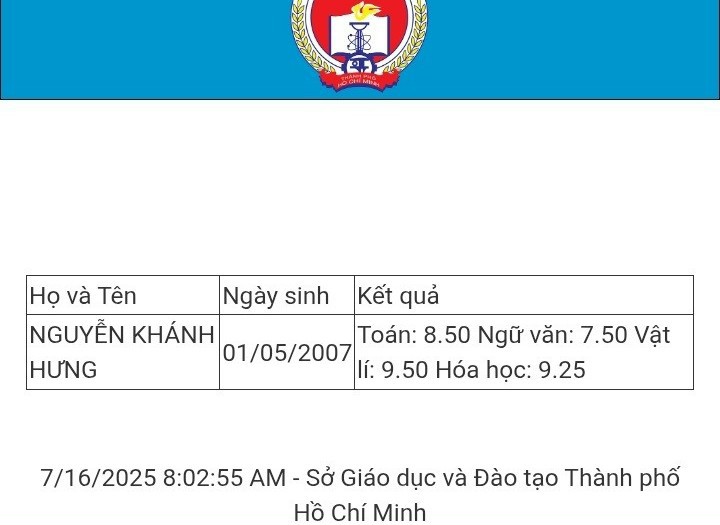 THÀNH PHỐ
HỒ CHÍ MINH
Họ và Tên
Ngày sinh
Kết quả
NGUYỄN KHÁNH
HƯNG
01/05/2007
Toán: 8.50 Ngữ văn: 7.50 Vật
lí: 9.50 Hóa học: 9.25
7/16/2025 8:02:55 AM - Sở Giáo dục và Đào tạo Thành phố
Hồ Chí Minh